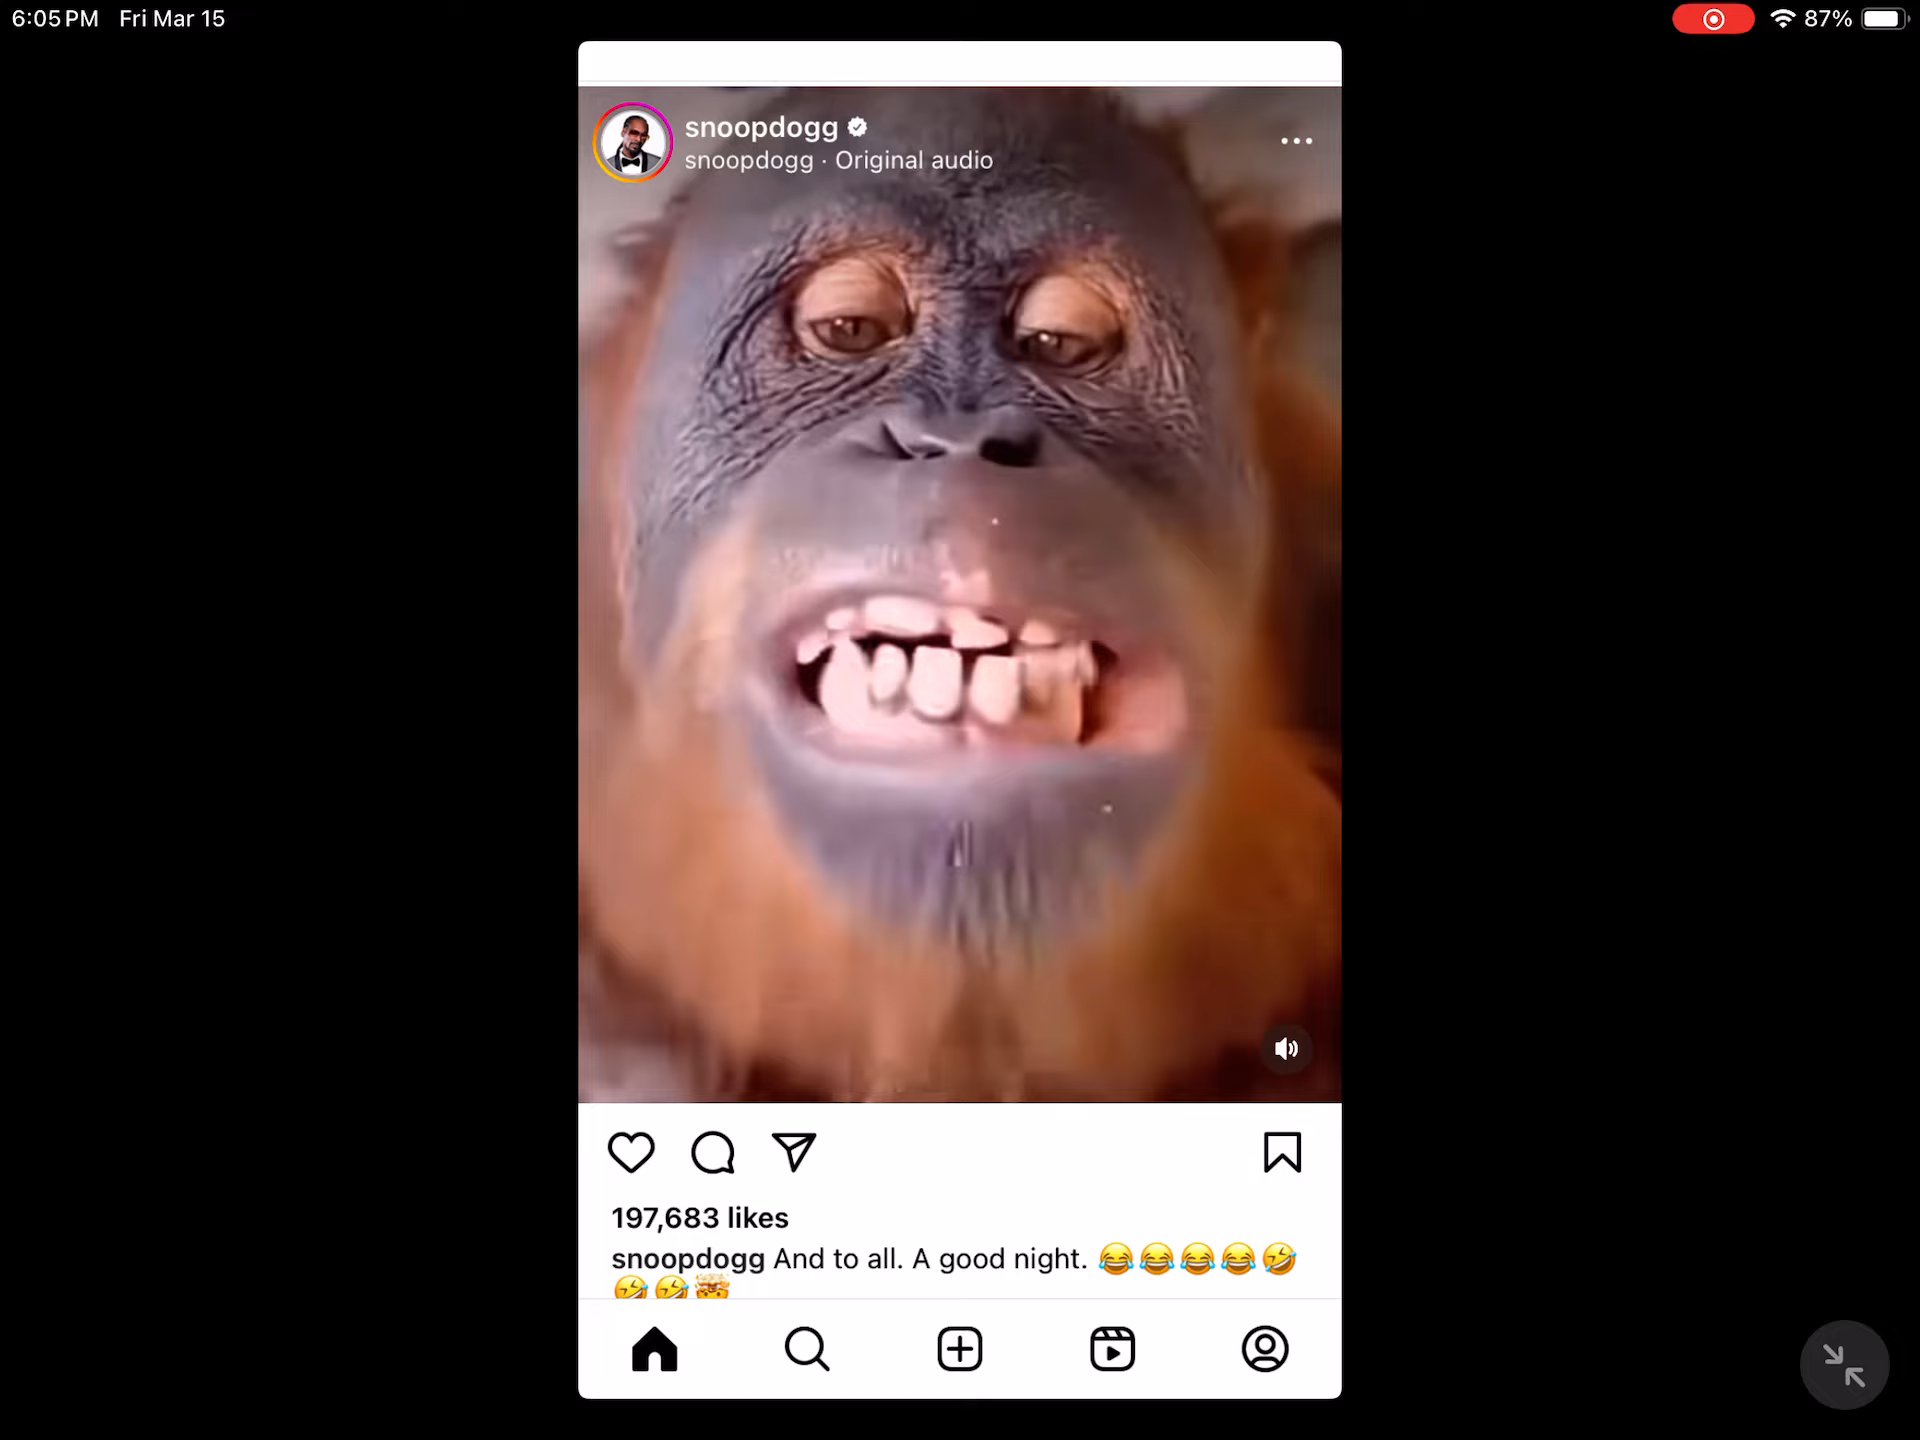 6:05 PM Fri Mar 15
87%
snoopdogg
snoopdogg · Original audio
197,683 likes
snoopdogg And to all. A good night. 😂😂😂😂🤣
🤣🤣🤯